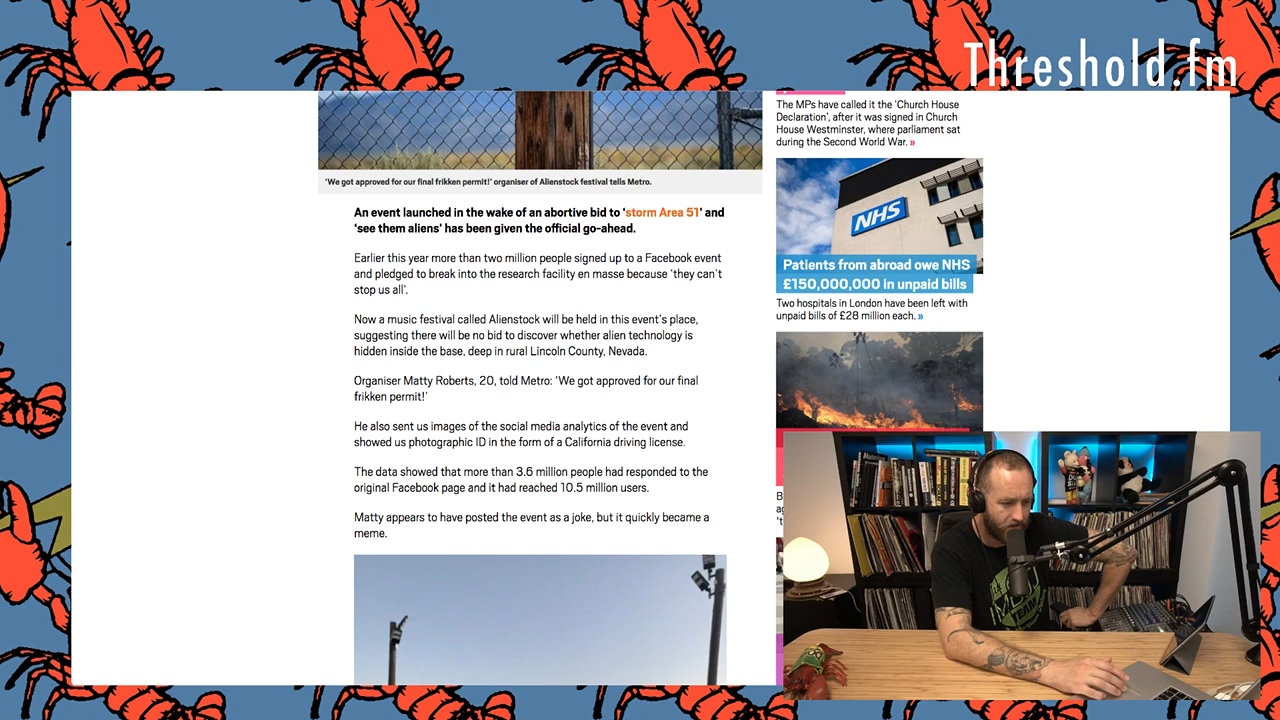 Threshold.fm
'We got approved for our final frikken permit!' organiser of Alienstock festival tells Metro.
An event launched in the wake of an abortive bid to 'storm Area 51' and
'see them aliens' has been given the official go-ahead.
Earlier this year more than two million people signed up to a Facebook event
and pledged to break into the research facility en masse because 'they can't
stop us all'.
Now a music festival called Alienstock will be held in this event's place,
suggesting there will be no bid to discover whether alien technology is
hidden inside the base, deep in rural Lincoln County, Nevada.
Organiser Matty Roberts, 20, told Metro: 'We got approved for our final
frikken permit!'
He also sent us images of the social media analytics of the event and
showed us photographic ID in the form of a California driving license.
The data showed that more than 3.6 million people had responded to the
original Facebook page and it had reached 10.5 million users.
Matty appears to have posted the event as a joke, but it quickly became a
meme.
The MPs have called it the 'Church House
Declaration', after it was signed in Church
House Westminster, where parliament sat
during the Second World War. »
NHS
Patients from abroad owe NHS
£150,000,000 in unpaid bills
Two hospitals in London have been left with
unpaid bills of £28 million each. »